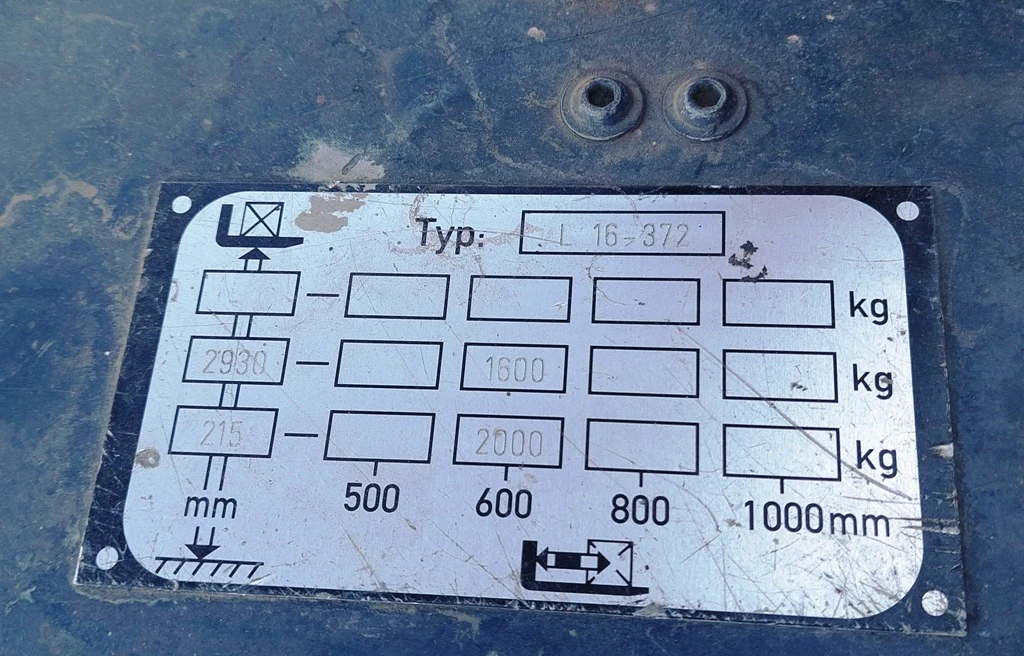 Typ: L 16-372
kg
2930 1600 kg
215 2000 kg
mm 500 600 800 1000mm